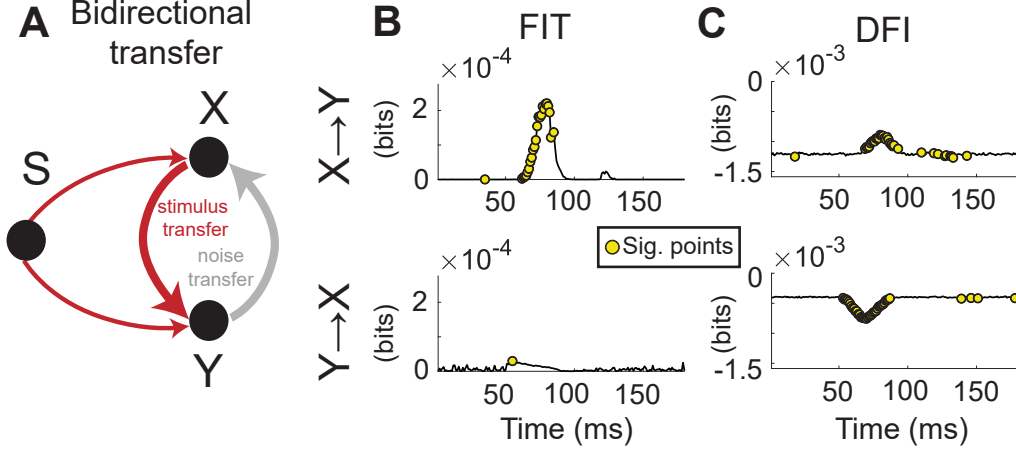 A
Bidirectional
transfer
S
X
Y
stimulus
transfer
noise
transfer
B
FIT
X→Y
×10⁻⁴
(bits)
2
0
50
100
150
Y→X
×10⁻⁴
(bits)
2
0
50
100
150
Time (ms)
Sig. points
C
DFI
×10⁻³
(bits)
0
-1.5
50
100
150
×10⁻³
(bits)
0
-1.5
50
100
150
Time (ms)